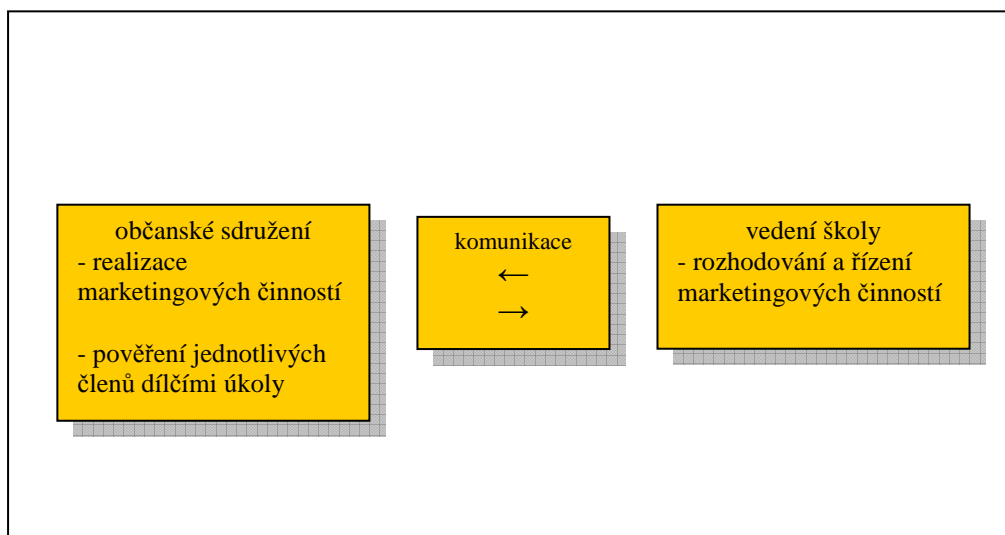 občanské sdružení
- realizace
marketingových činností
- pověření jednotlivých
členů dílčími úkoly
komunikace
←
→
vedení školy
- rozhodování a řízení
marketingových činností